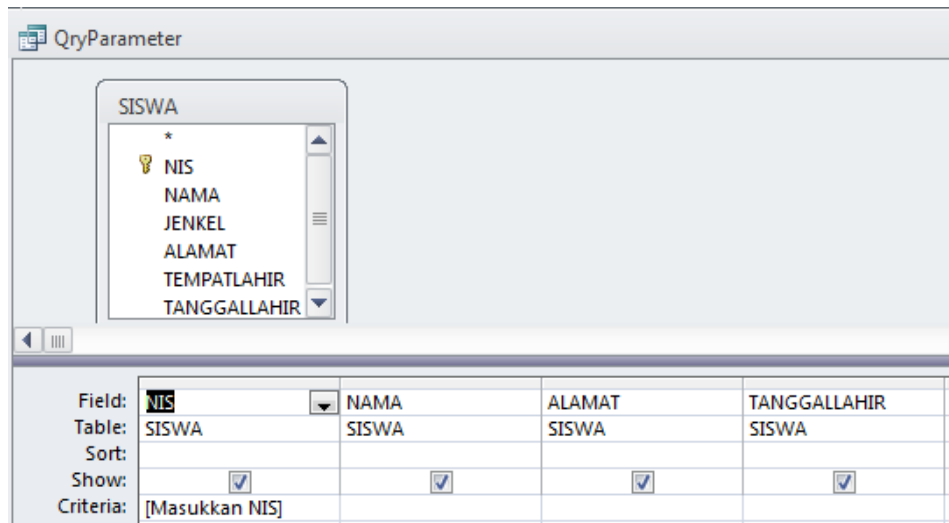 QryParameter
SISWA
*
NIS
NAMA
JENKEL
ALAMAT
TEMPATLAHIR
TANGGALLAHIR
Field: NIS NAMA ALAMAT TANGGALLAHIR
Table: SISWA SISWA SISWA SISWA
Sort:
Show:
Criteria: [Masukkan NIS]